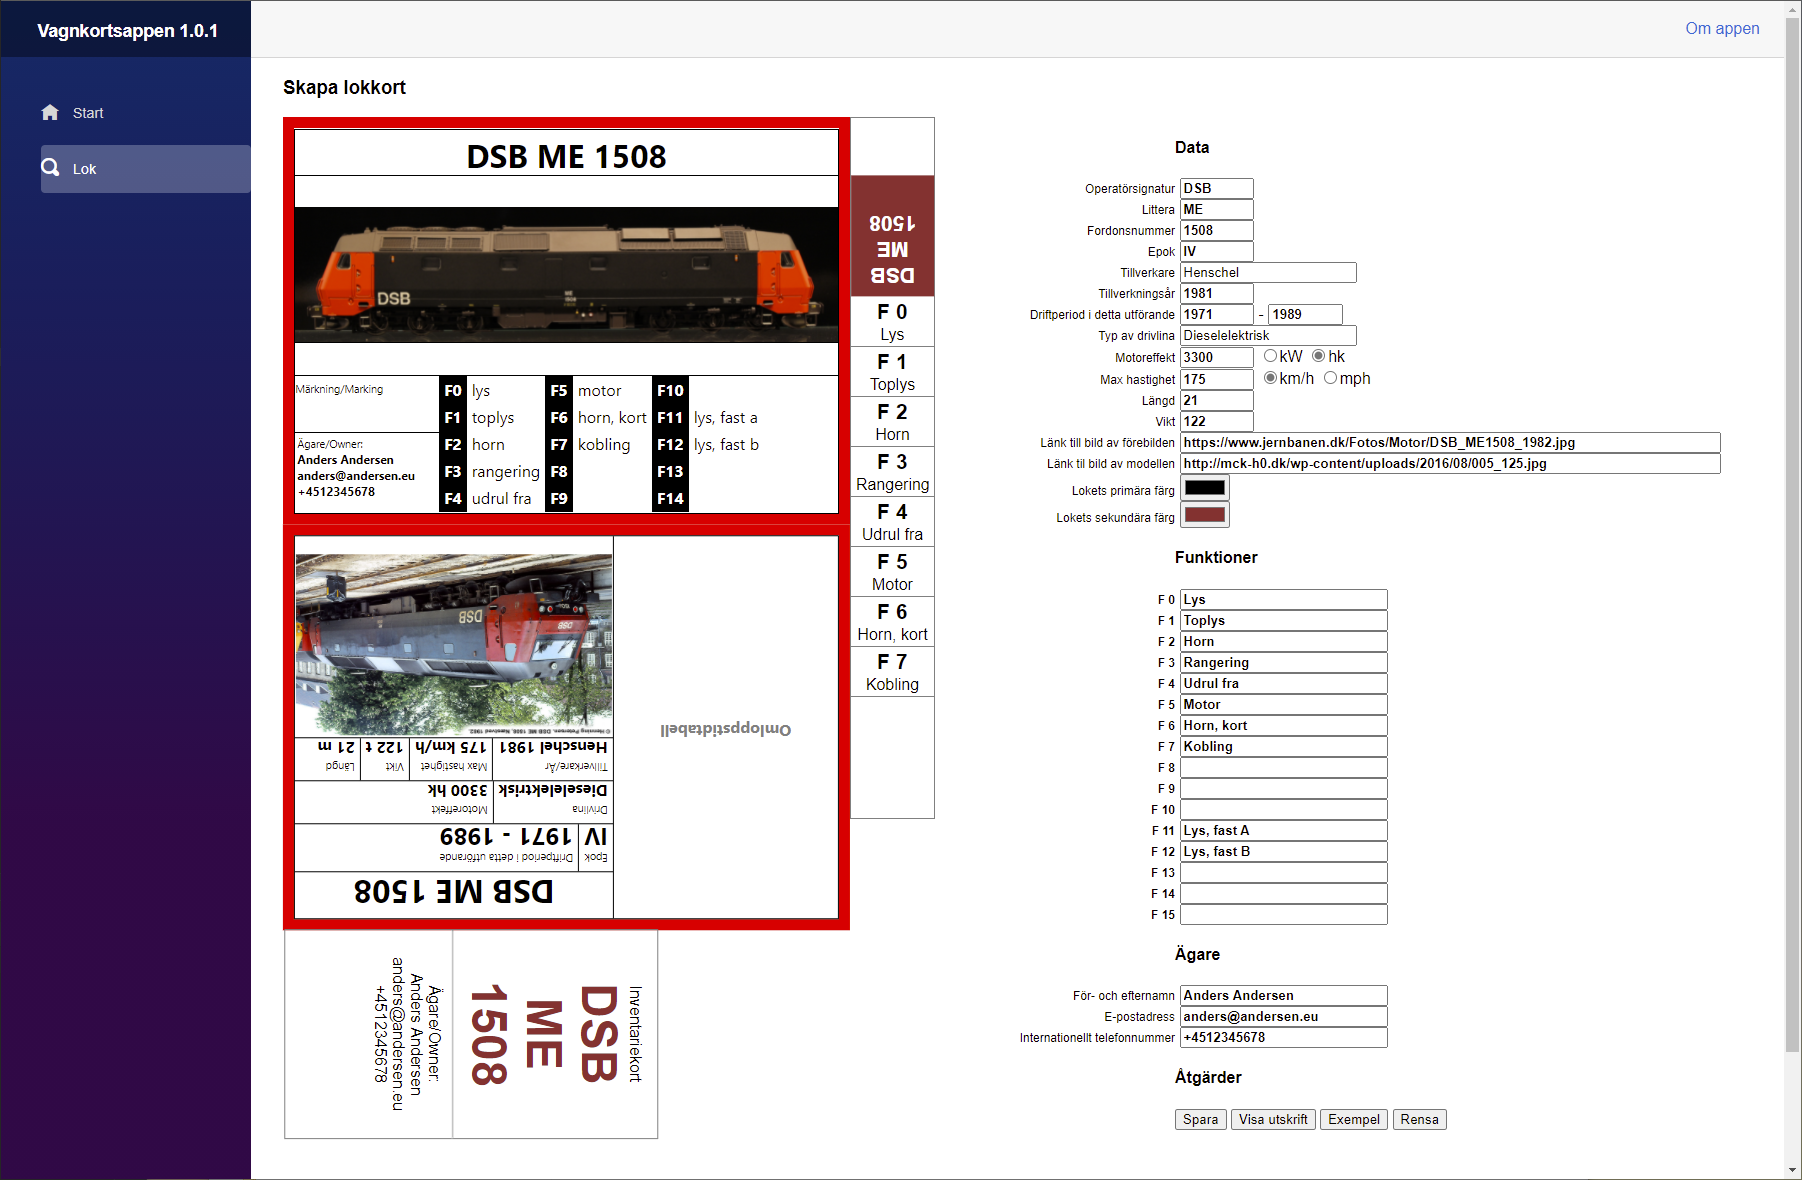 Vagnkortsappen 1.0.1
Om appen
Start
Lok
Skapa lokkort
DSB ME 1508
DSB
Märkning/Marking
Ägare/Owner:
Anders Andersen
anders@andersen.eu
+4512345678
F0 lys
F1 toplys
F2 horn
F3 rangering
F4 udrul fra
F5 motor
F6 horn, kort
F7 kobling
F8
F9
F10
F11 lys, fast a
F12 lys, fast b
F13
F14
DSB
ME
1508
F 0
Lys
F 1
Toplys
F 2
Horn
F 3
Rangering
F 4
Udrul fra
F 5
Motor
F 6
Horn, kort
F 7
Kobling
DSB ME 1508
Epok
IV
Driftperiod i detta utförande
1971 - 1989
Drivlina
Dieselelektrisk
Motoreffekt
3300 hk
Tillverkare/År
Henschel 1981
Max hastighet
175 km/h
Vikt
122 t
Längd
21 m
DSB
DSB
Omloppstidtabell
Inventariekort
DSB
ME
1508
Ägare/Owner:
Anders Andersen
anders@andersen.eu
+4512345678
Data
Operatörsignatur DSB
Littera ME
Fordonsnummer 1508
Epok IV
Tillverkare Henschel
Tillverkningsår 1981
Driftperiod i detta utförande 1971 - 1989
Typ av drivlina Dieselelektrisk
Motoreffekt 3300 kW hk
Max hastighet 175 km/h mph
Längd 21
Vikt 122
Länk till bild av förebilden https://www.jernbanen.dk/Fotos/Motor/DSB_ME1508_1982.jpg
Länk til bild av modellen http://mck-h0.dk/wp-content/uploads/2016/08/005_125.jpg
Lokets primära färg
Lokets sekundära färg
Funktioner
F 0 Lys
F 1 Toplys
F 2 Horn
F 3 Rangering
F 4 Udrul fra
F 5 Motor
F 6 Horn, kort
F 7 Kobling
F 8
F 9
F 10
F 11 Lys, fast A
F 12 Lys, fast B
F 13
F 14
F 15
Ägare
För- och efternamn Anders Andersen
E-postadress anders@andersen.eu
Internationellt telefonnummer +4512345678
Åtgärder
Spara
Visa utskrift
Exempel
Rensa